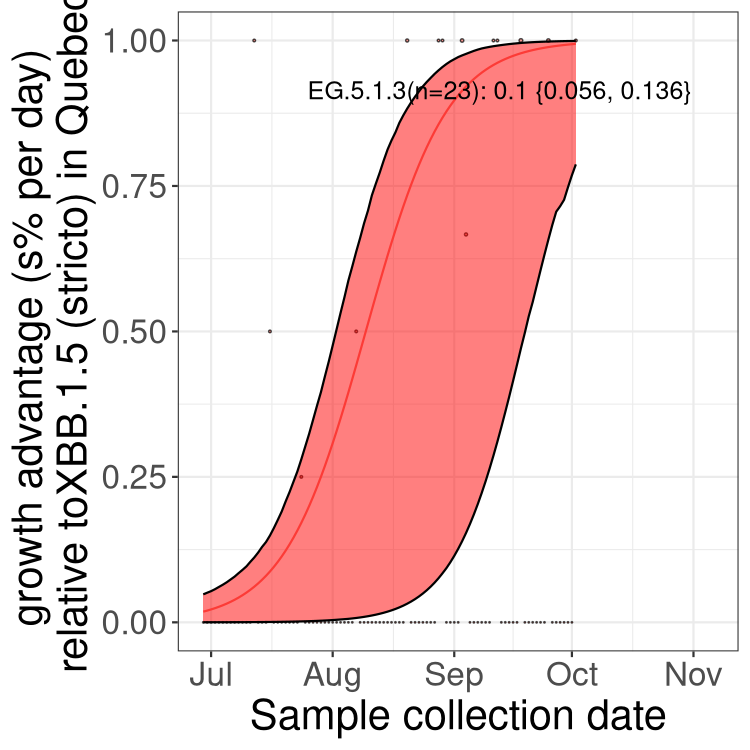 growth advantage (s% per day)
relative toXBB.1.5 (stricto) in Quebec
1.00
0.75
0.50
0.25
0.00
EG.5.1.3(n=23): 0.1 {0.056, 0.136}
Jul Aug Sep Oct Nov
Sample collection date